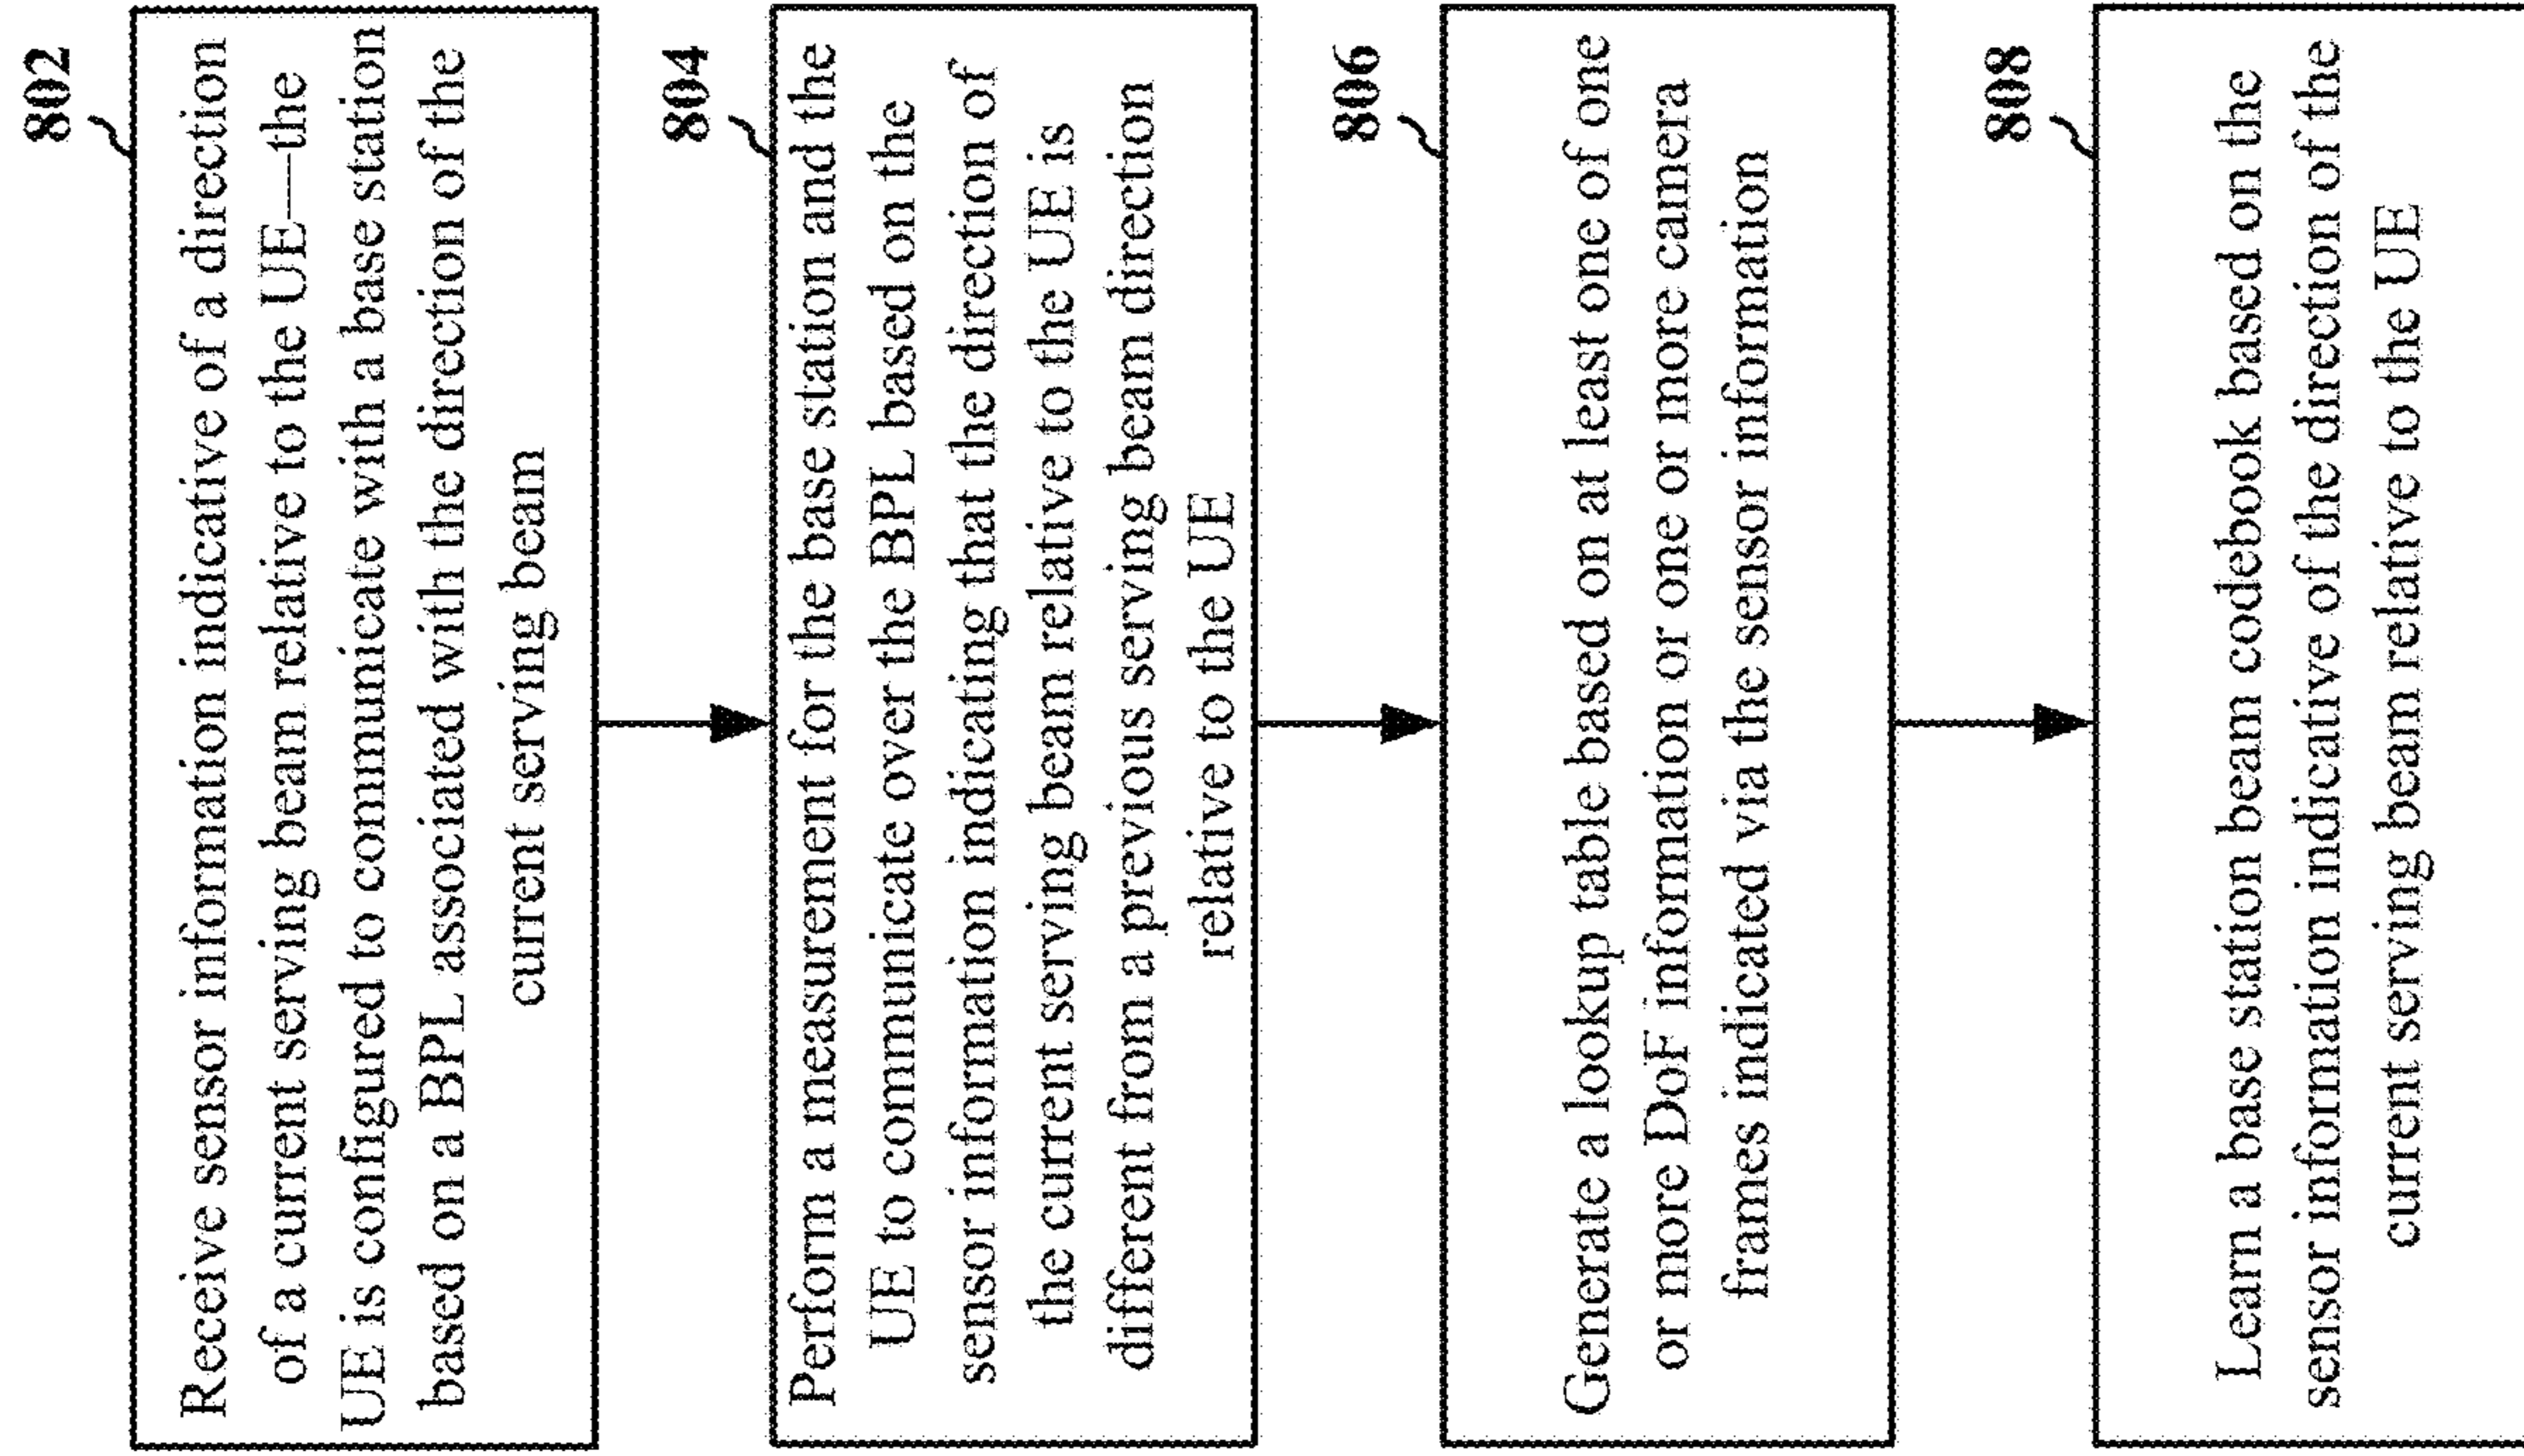 802
Receive sensor information indicative of a direction
of a current serving beam relative to the UE—the
UE is configured to communicate with a base station
based on a BPL associated with the direction of the
current serving beam
804
Perform a measurement for the base station and the
UE to communicate over the BPL based on the
sensor information indicating that the direction of
the current serving beam relative to the UE is
different from a previous serving beam direction
relative to the UE
806
Generate a lookup table based on at least one of one
or more DoF information or one or more camera
frames indicated via the sensor information
808
Learn a base station beam codebook based on the
sensor information indicative of the direction of the
current serving beam relative to the UE